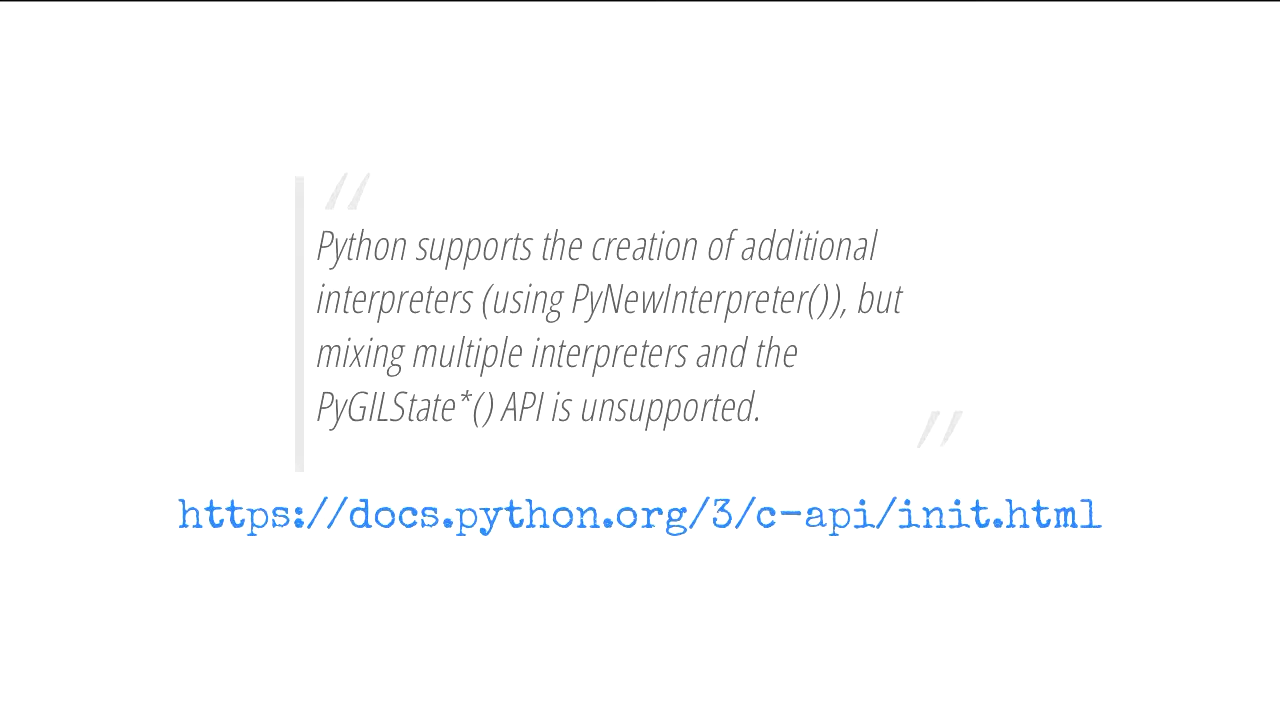 “
Python supports the creation of additional
interpreters (using PyNewInterpreter()), but
mixing multiple interpreters and the
PyGILState*() API is unsupported.
”
https://docs.python.org/3/c-api/init.html